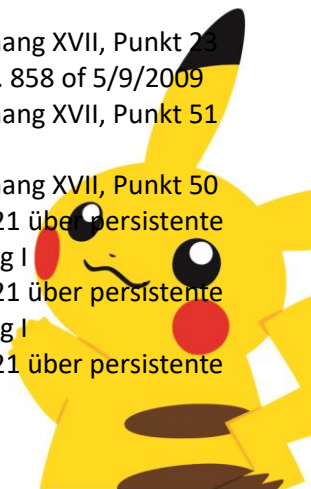 ang XVII, Punkt 23
. 858 of 5/9/2009
ang XVII, Punkt 51
ang XVII, Punkt 50
21 über persistente
g I
21 über persistente
g I
21 über persistente